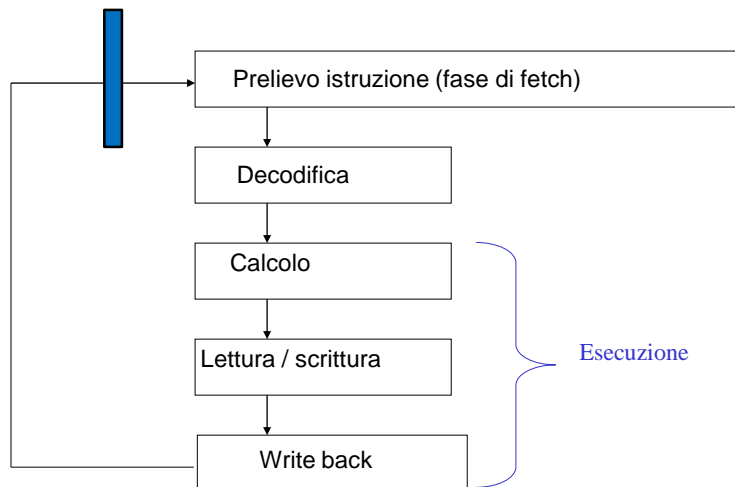 Prelievo istruzione (fase di fetch)
Decodifica
Calcolo
Lettura / scrittura
Esecuzione
Write back